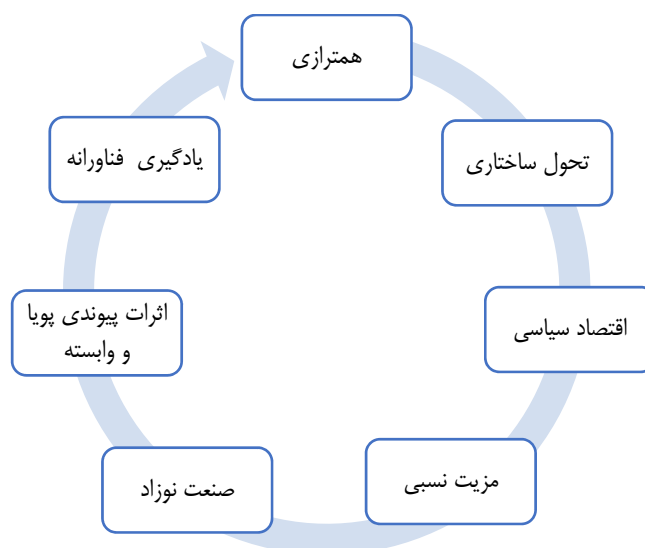 همترازی
تحول ساختاری
اقتصاد سیاسی
مزیت نسبی
صنعت نوزاد
اثرات پیوندی پویا
و وابسته
یادگیری فناورانه